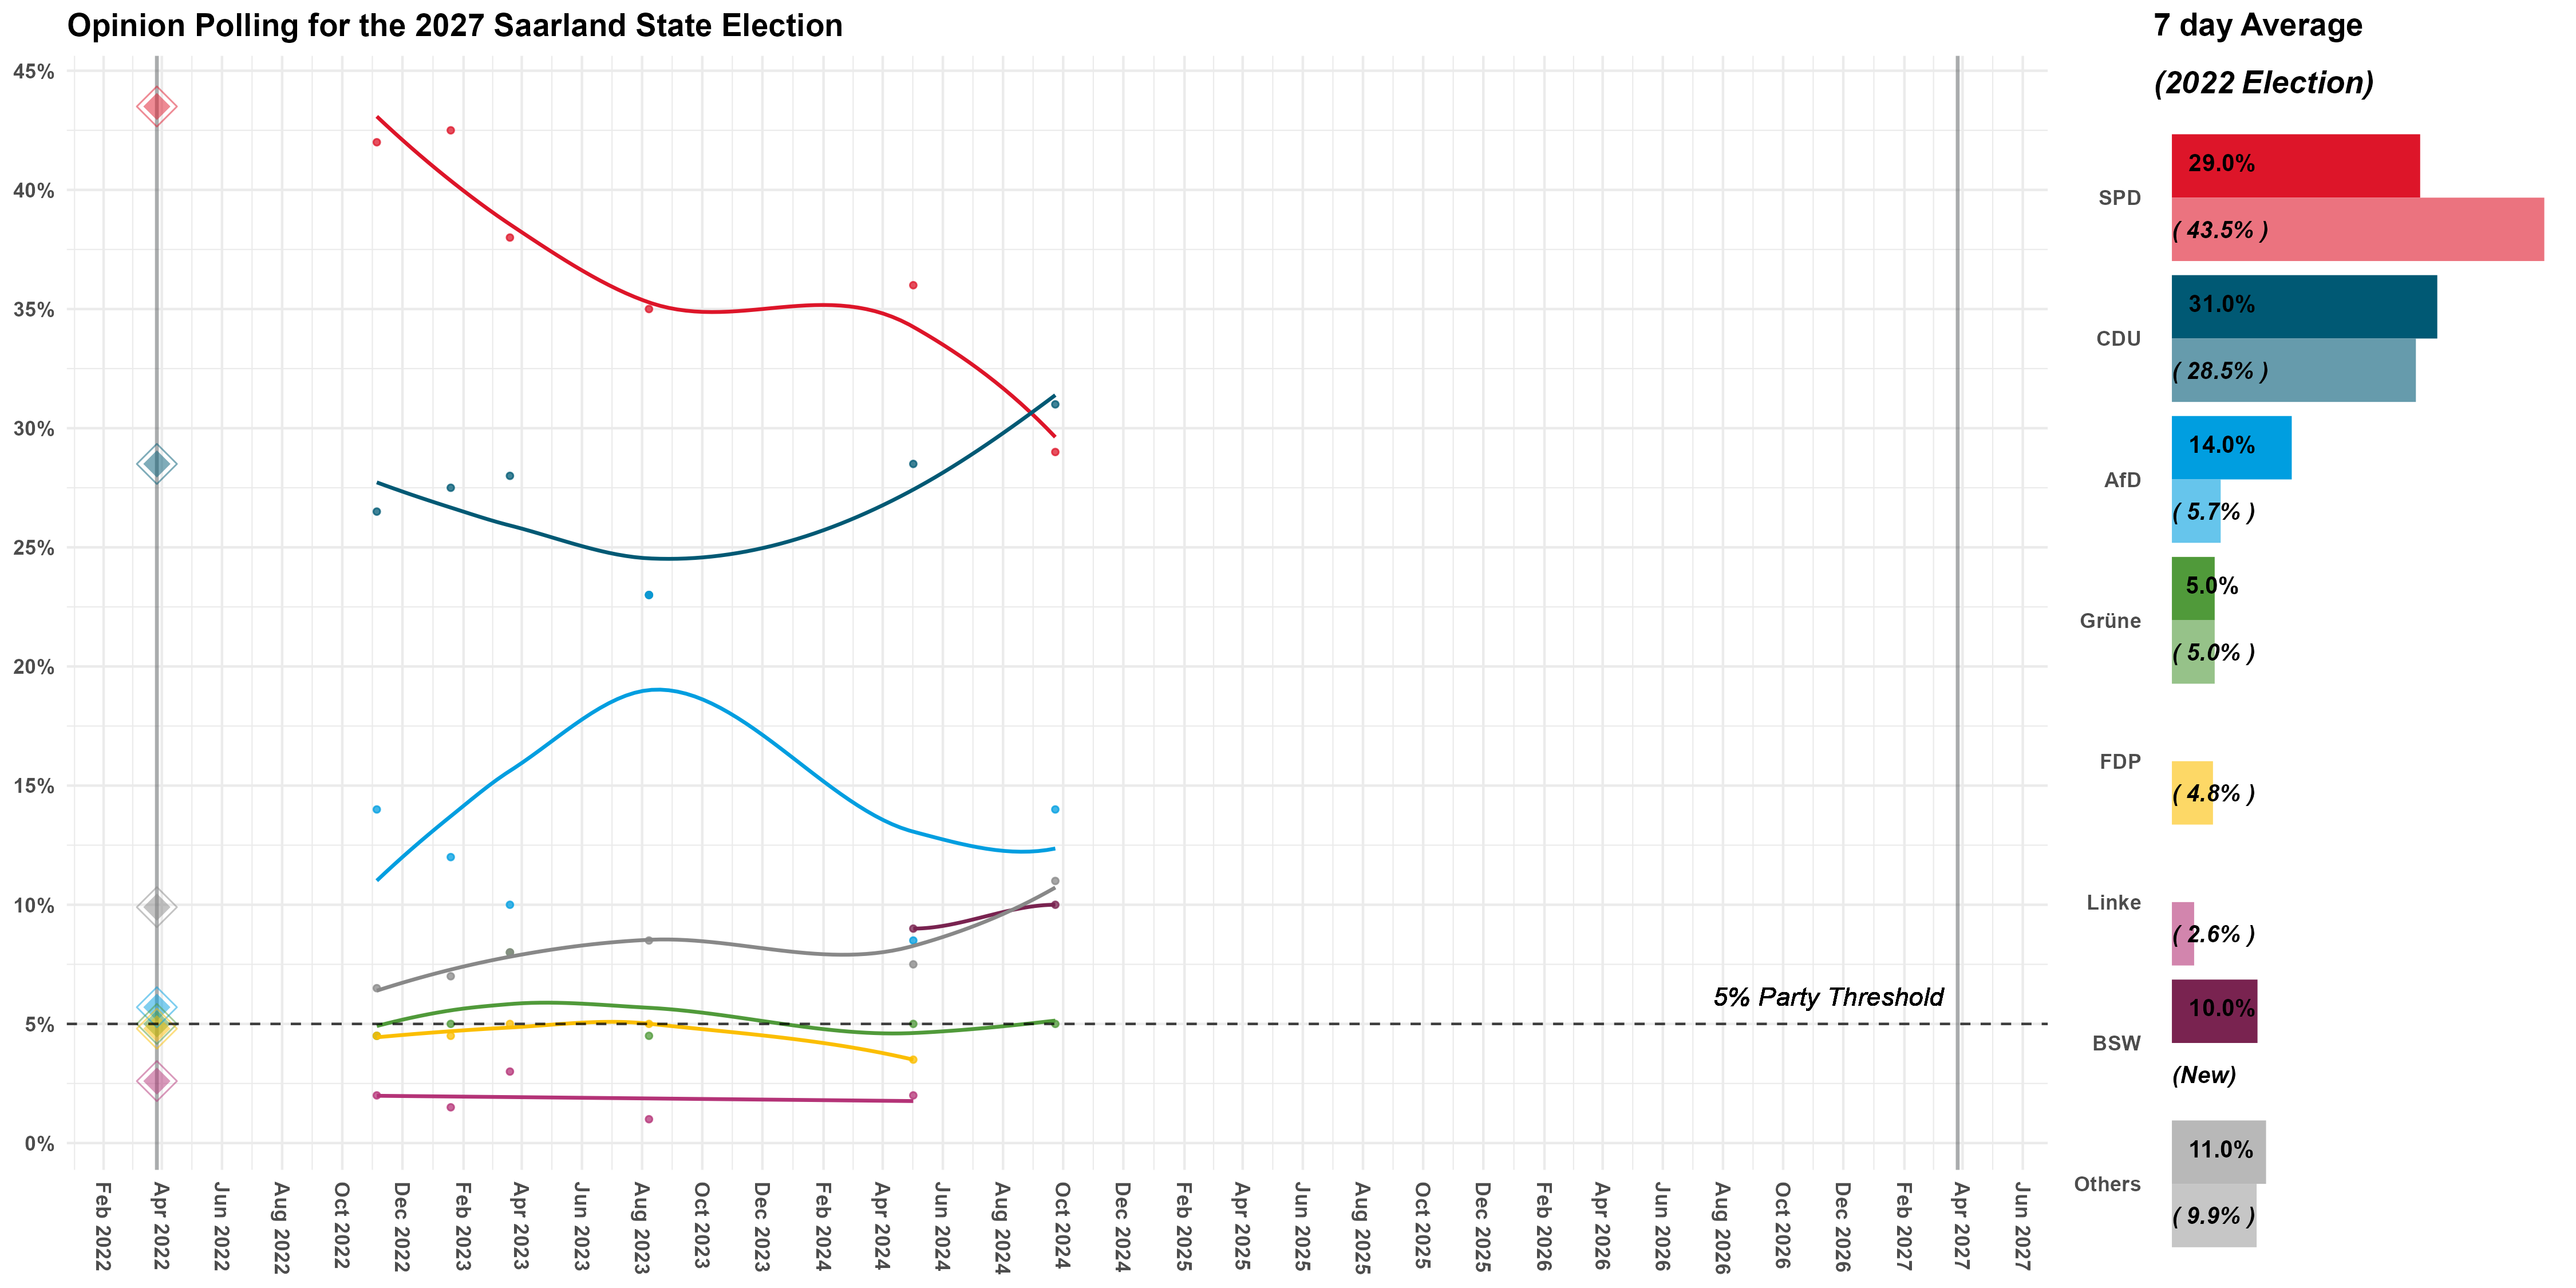 Opinion Polling for the 2027 Saarland State Election
7 day Average
(2022 Election)
45%
40%
35%
30%
25%
20%
15%
10%
5%
0%
5% Party Threshold
Feb 2022
Apr 2022
Jun 2022
Aug 2022
Oct 2022
Dec 2022
Feb 2023
Apr 2023
Jun 2023
Aug 2023
Oct 2023
Dec 2023
Feb 2024
Apr 2024
Jun 2024
Aug 2024
Oct 2024
Dec 2024
Feb 2025
Apr 2025
Jun 2025
Aug 2025
Oct 2025
Dec 2025
Feb 2026
Apr 2026
Jun 2026
Aug 2026
Oct 2026
Dec 2026
Feb 2027
Apr 2027
Jun 2027
SPD
29.0%
( 43.5% )
CDU
31.0%
( 28.5% )
AfD
14.0%
( 5.7% )
Grüne
5.0%
( 5.0% )
FDP
( 4.8% )
Linke
( 2.6% )
BSW
10.0%
(New)
Others
11.0%
( 9.9% )